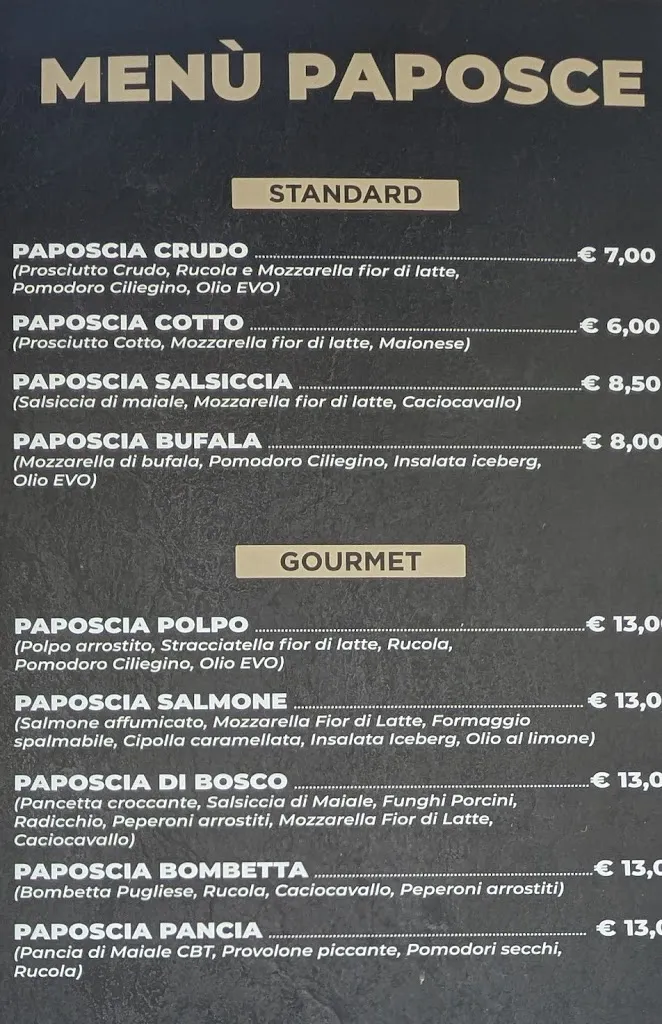 MENÙ PAPOSCE
STANDARD
PAPOSCIA CRUDO € 7,00
(Prosciutto Crudo, Rucola e Mozzarella fior di latte,
Pomodoro Ciliegino, Olio EVO)
PAPOSCIA COTTO € 6,00
(Prosciutto Cotto, Mozzarella fior di latte, Maionese)
PAPOSCIA SALSICCIA € 8,50
(Salsiccia di maiale, Mozzarella fior di latte, Caciocavallo)
PAPOSCIA BUFALA € 8,00
(Mozzarella di bufala, Pomodoro Ciliegino, Insalata iceberg,
Olio EVO)
GOURMET
PAPOSCIA POLPO € 13,0
(Polpo arrostito, Stracciatella fior di latte, Rucola,
Pomodoro Ciliegino, Olio EVO)
PAPOSCIA SALMONE € 13,0
(Salmone affumicato, Mozzarella Fior di Latte, Formaggio
spalmabile, Cipolla caramellata, Insalata Iceberg, Olio al limone)
PAPOSCIA DI BOSCO € 13,0
(Pancetta croccante, Salsiccia di Maiale, Funghi Porcini,
Radicchio, Peperoni arrostiti, Mozzarella Fior di Latte,
Caciocavallo)
PAPOSCIA BOMBETTA € 13,0
(Bombetta Pugliese, Rucola, Caciocavallo, Peperoni arrostiti)
PAPOSCIA PANCIA € 13,0
(Pancia di Maiale CBT, Provolone piccante, Pomodori secchi,
Rucola)